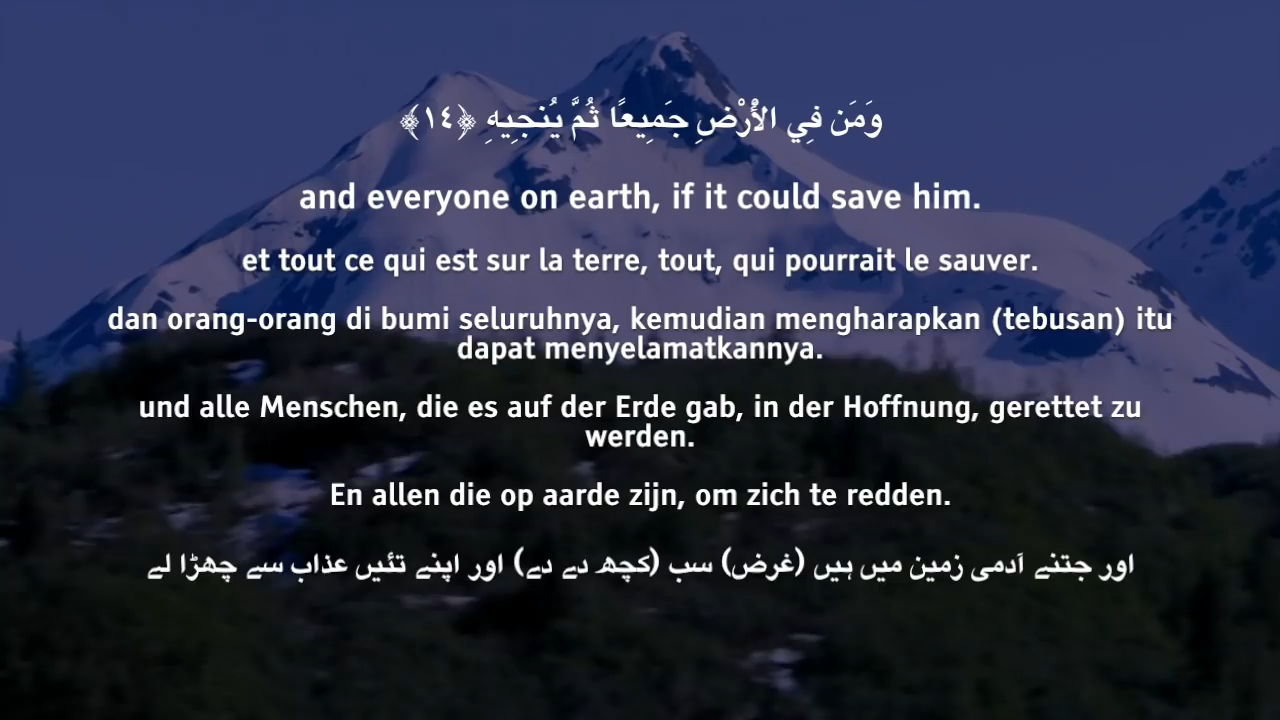 وَمَن فِي الْأَرْضِ جَمِيعًا ثُمَّ يُنجِيهِ ﴿١٤﴾
and everyone on earth, if it could save him.
et tout ce qui est sur la terre, tout, qui pourrait le sauver.
dan orang-orang di bumi seluruhnya, kemudian mengharapkan (tebusan) itu
dapat menyelamatkannya.
und alle Menschen, die es auf der Erde gab, in der Hoffnung, gerettet zu
werden.
En allen die op aarde zijn, om zich te redden.
اور جتنے آدمی زمین میں ہیں (غرض) سب (کچھ دے دے) اور اپنے تئیں عذاب سے چھڑا لے